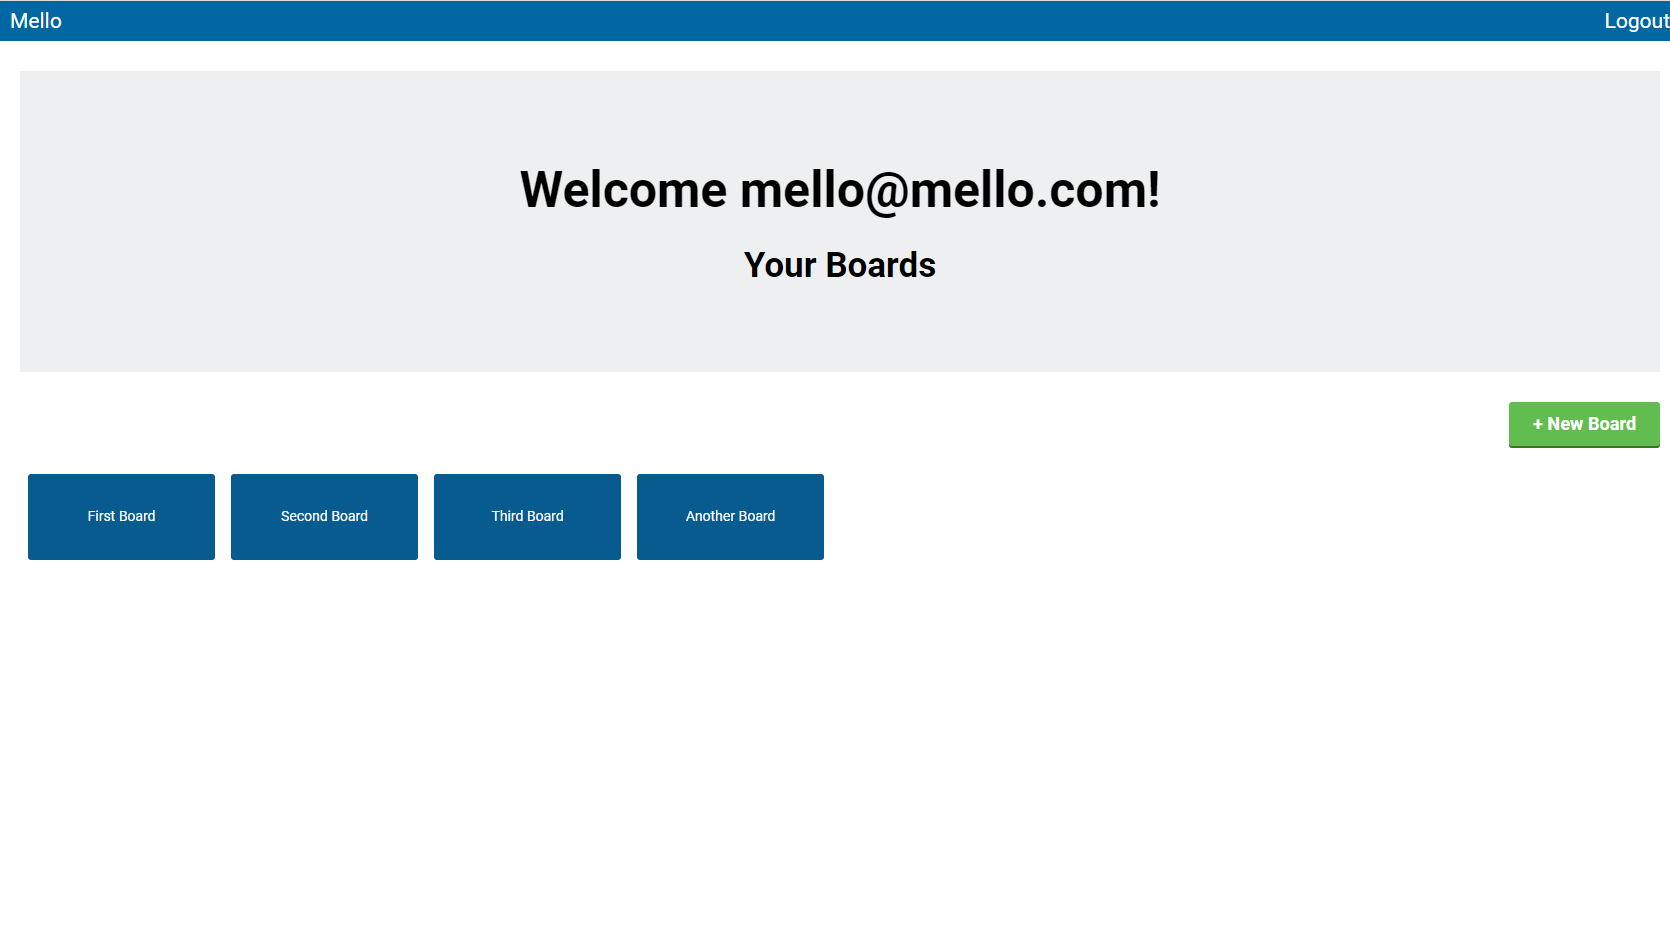 Mello
Logout
Welcome mello@mello.com!
Your Boards
+ New Board
First Board
Second Board
Third Board
Another Board